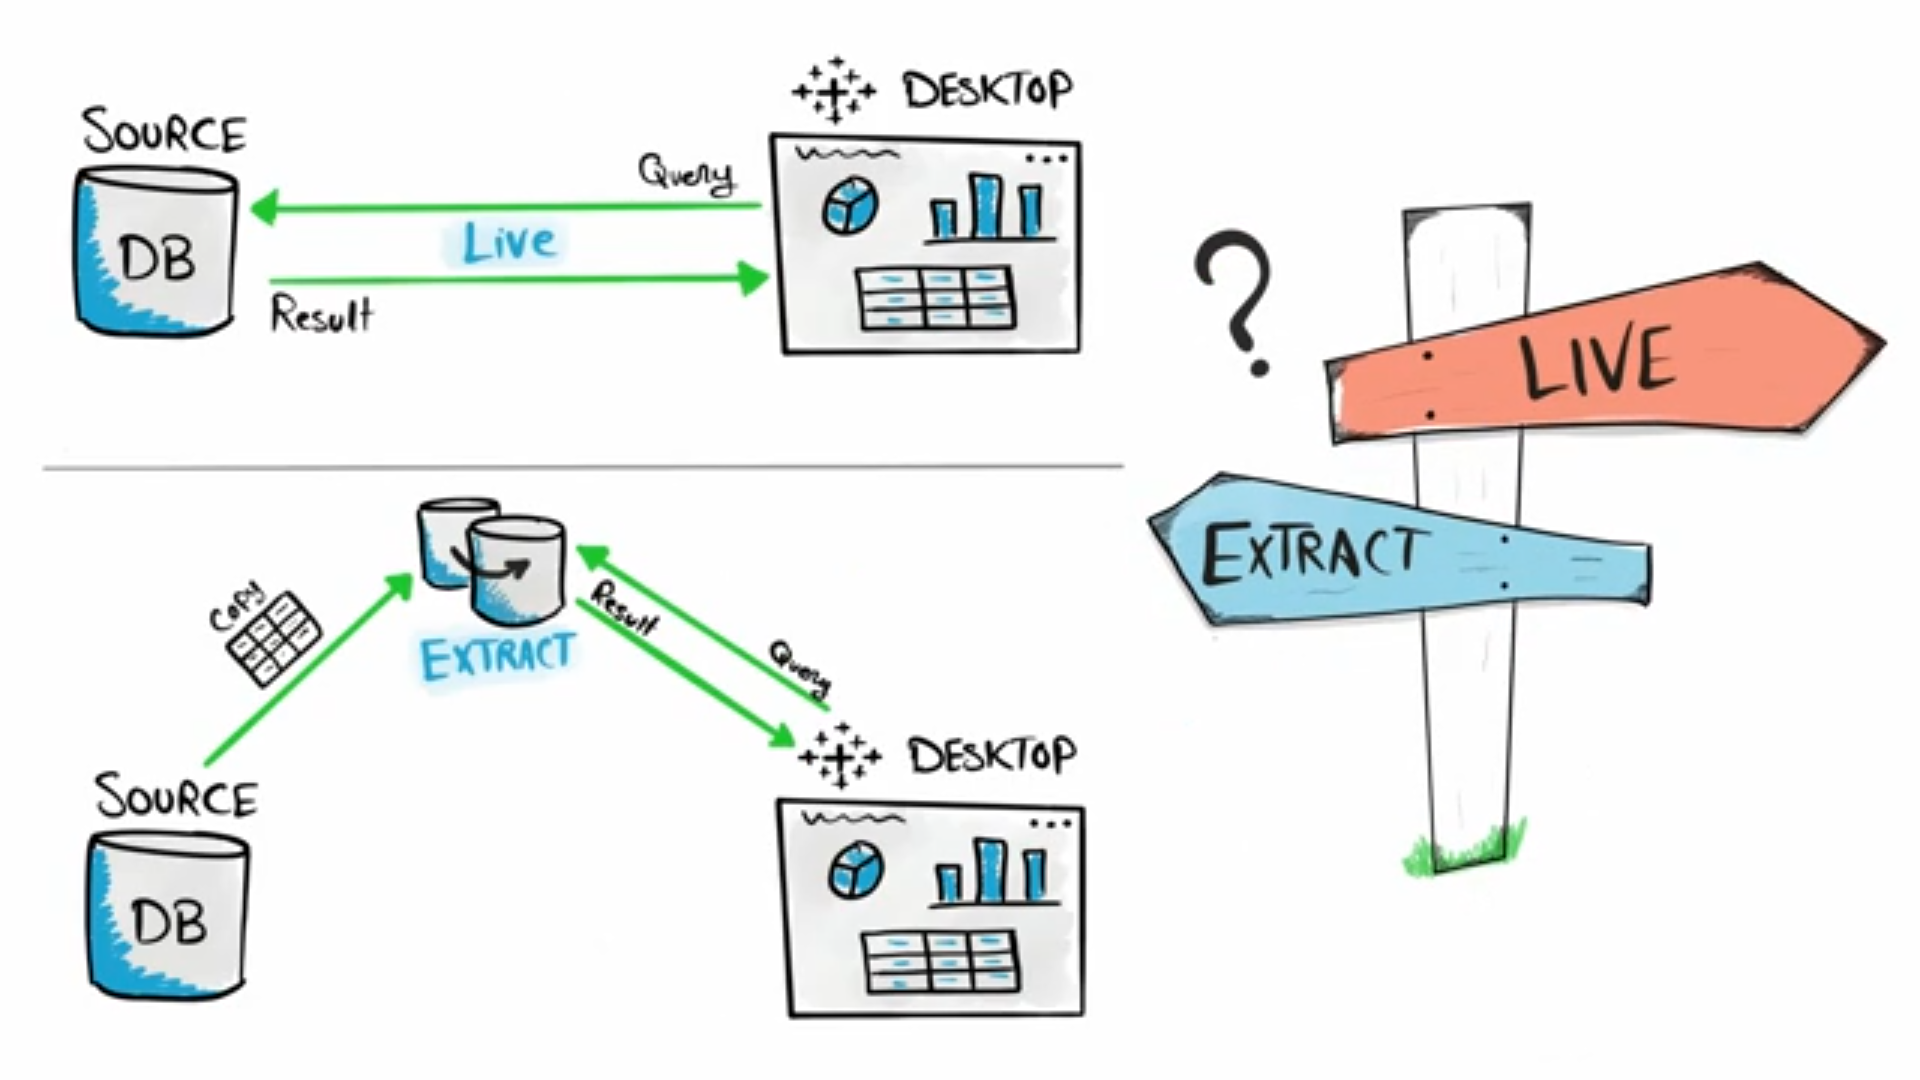 SOURCE
DB
DESKTOP
Query
Live
Result
?
LIVE
EXTRACT
Copy
EXTRACT
Result
Query
SOURCE
DB
DESKTOP